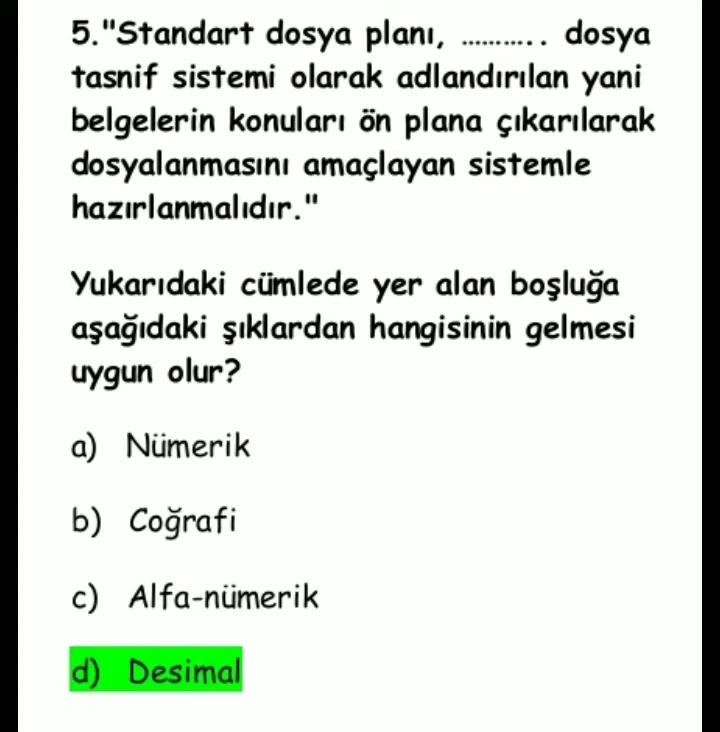 5."Standart dosya planı, ........... dosya
tasnif sistemi olarak adlandırılan yani
belgelerin konuları ön plana çıkarılarak
dosyalanmasını amaçlayan sistemle
hazırlanmalıdır."
Yukarıdaki cümlede yer alan boşluğa
aşağıdaki şıklardan hangisinin gelmesi
uygun olur?
a) Nümerik
b) Coğrafi
c) Alfa-nümerik
d) Desimal